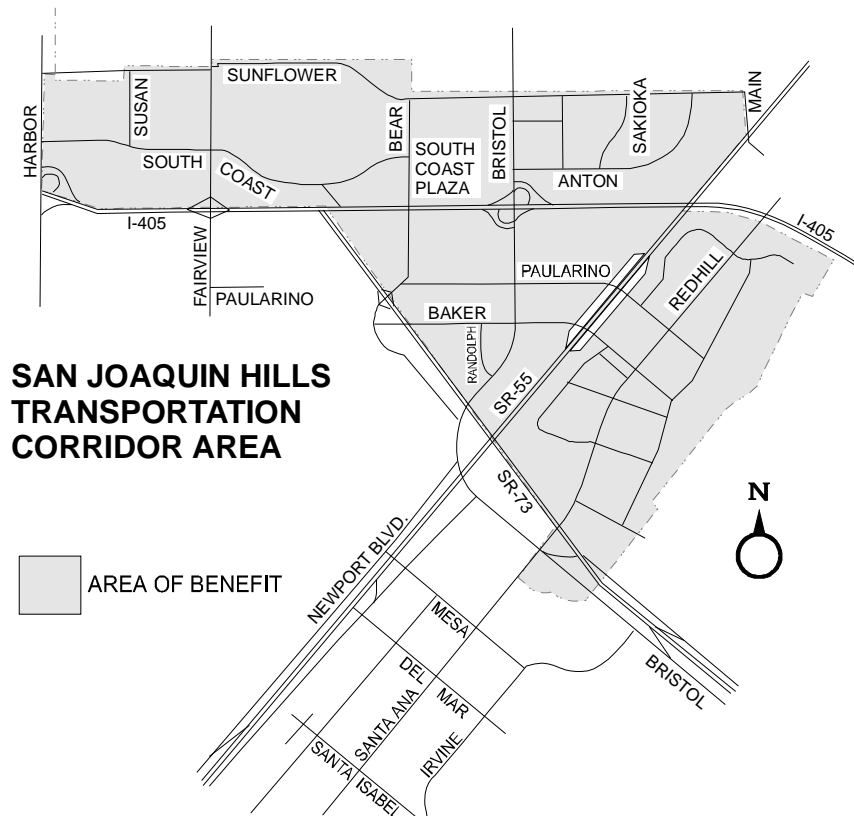 SUNFLOWER
HARBOR
SUSAN
BEAR
BRISTOL
SAKIOKA
MAIN
SOUTH
COAST
SOUTH
COAST
PLAZA
ANTON
I-405
I-405
FAIRVIEW
PAULARINO
PAULARINO
REDHILL
BAKER
RANDOLPH
SAN JOAQUIN HILLS
TRANSPORTATION
CORRIDOR AREA
SR-55
SR-73
N
AREA OF BENEFIT
NEWPORT BLVD.
MESA
DEL
MAR
BRISTOL
SANTA ANA
IRVINE
SANTA
ISABEL